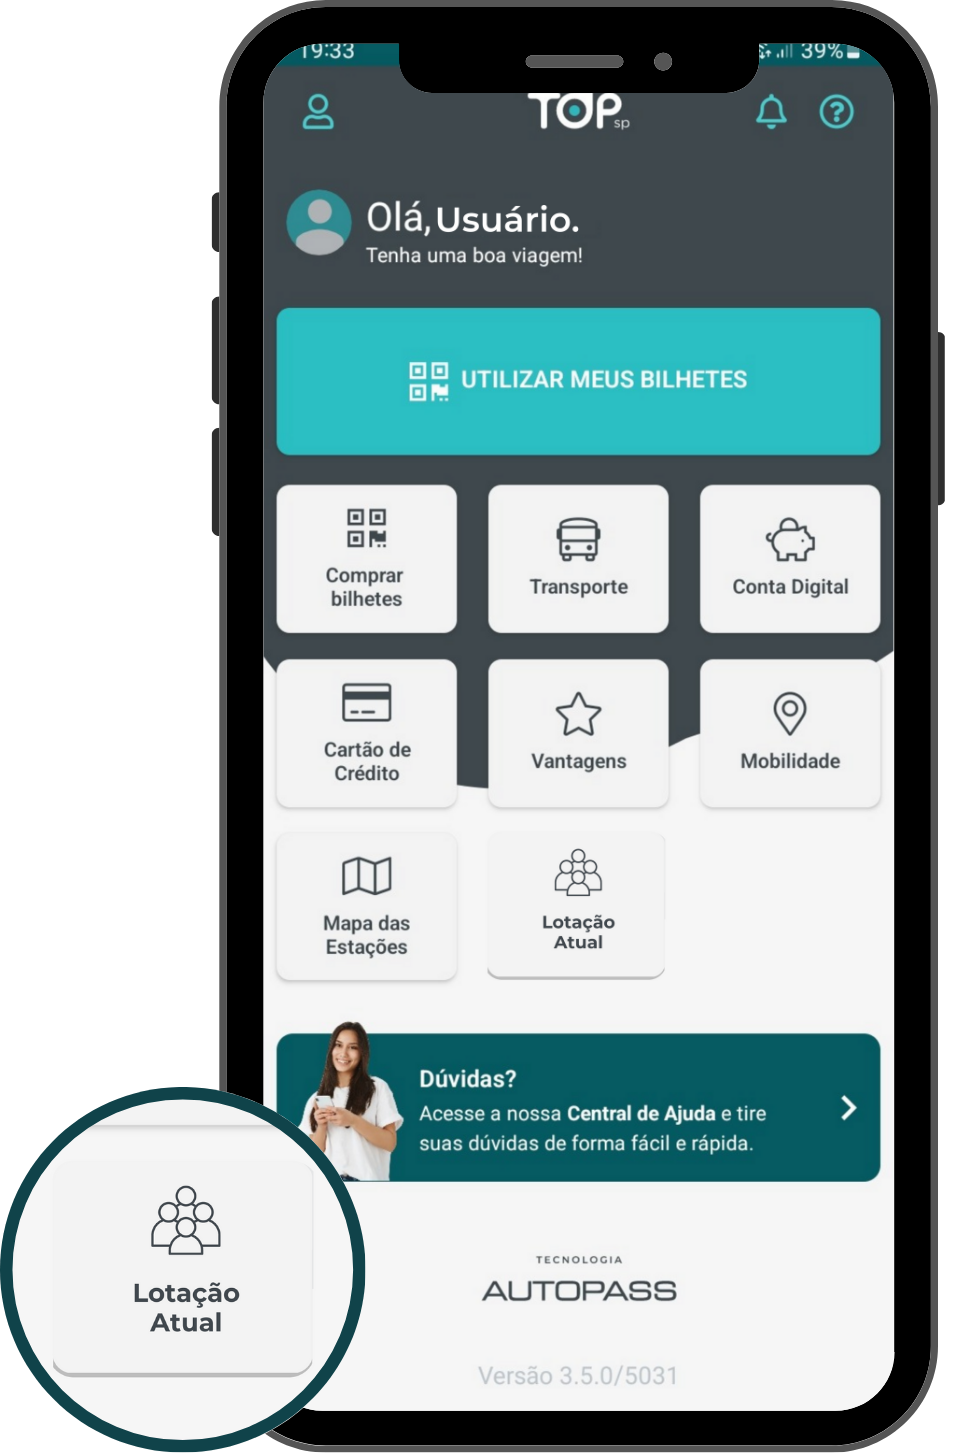 19:33
39%
TOP
sp
Olá, Usuário.
Tenha uma boa viagem!
UTILIZAR MEUS BILHETES
Comprar
bilhetes
Transporte
Conta Digital
Cartão de
Crédito
Vantagens
Mobilidade
Mapa das
Estações
Lotação
Atual
Dúvidas?
Acesse a nossa Central de Ajuda e tire
suas dúvidas de forma fácil e rápida.
Lotação
Atual
TECNOLOGIA
AUTOPASS
Versão 3.5.0/5031